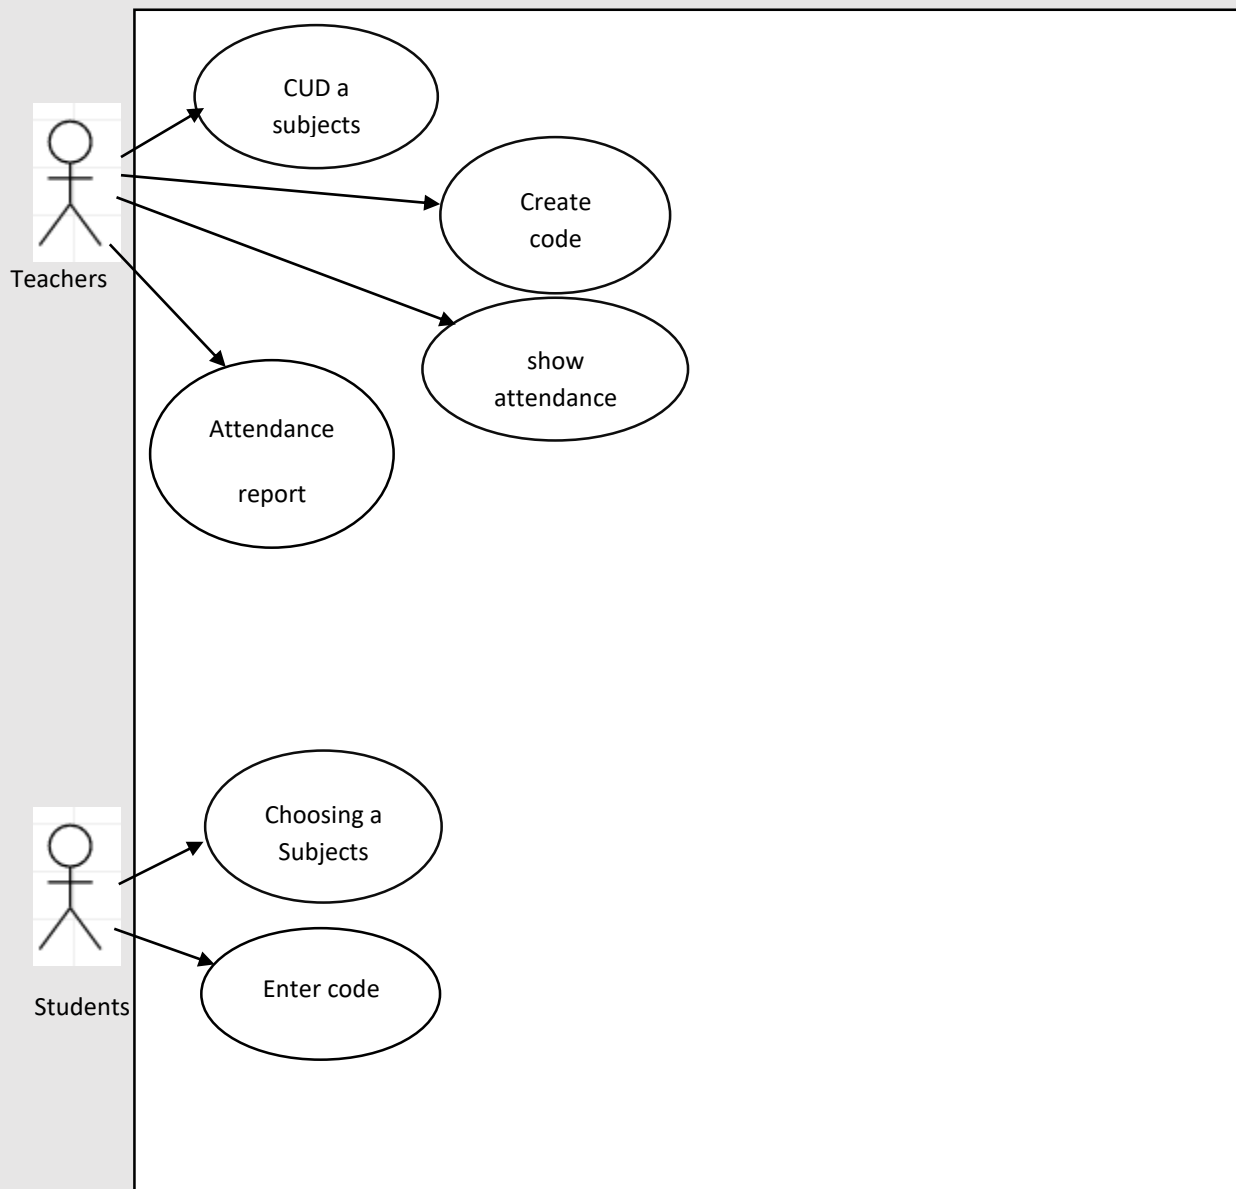 CUD a
subjects
Create
code
Teachers
show
attendance
Attendance
report
Choosing a
Subjects
Enter code
Students